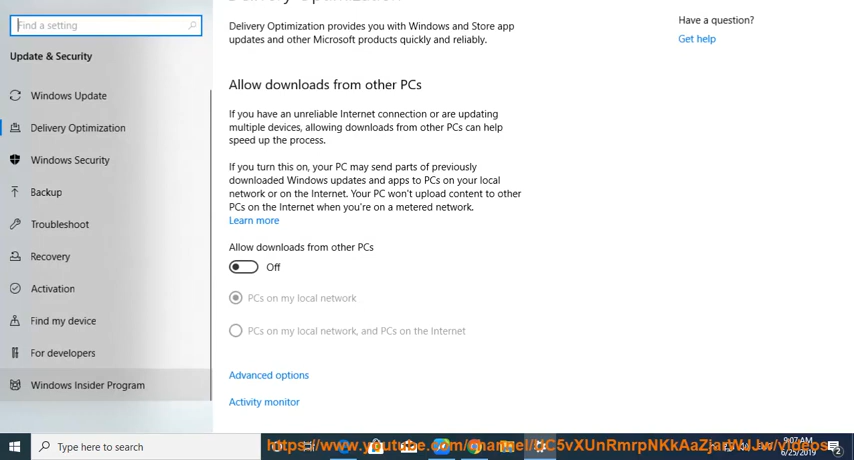 Delivery Optimization
Find a setting
Update & Security
Windows Update
Delivery Optimization
Windows Security
Backup
Troubleshoot
Recovery
Activation
Find my device
For developers
Windows Insider Program
Delivery Optimization provides you with Windows and Store app
updates and other Microsoft products quickly and reliably.
Allow downloads from other PCs
If you have an unreliable Internet connection or are updating
multiple devices, allowing downloads from other PCs can help
speed up the process.
If you turn this on, your PC may send parts of previously
downloaded Windows updates and apps to PCs on your local
network or on the Internet. Your PC won't upload content to other
PCs on the Internet when you're on a metered network.
Learn more
Allow downloads from other PCs
Off
PCs on my local network
PCs on my local network, and PCs on the Internet
Advanced options
Activity monitor
Have a question?
Get help
Type here to search
9:07 AM
6/25/2019
2